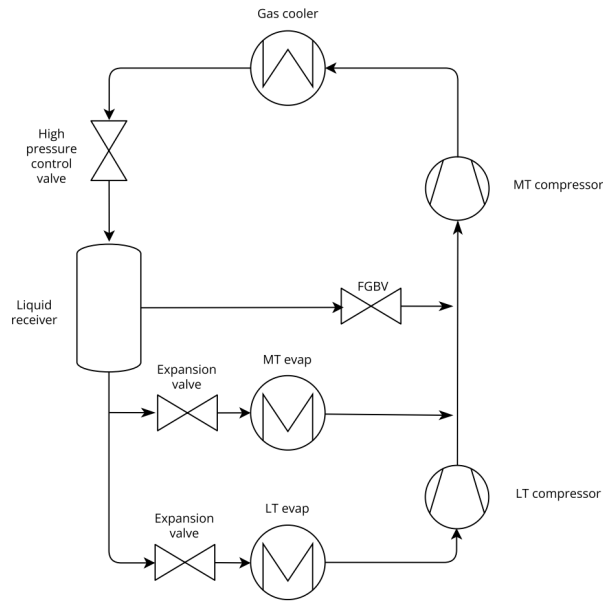 Gas cooler
High
pressure
control
valve
MT compressor
Liquid
receiver
FGBV
Expansion
valve
MT evap
LT compressor
Expansion
valve
LT evap